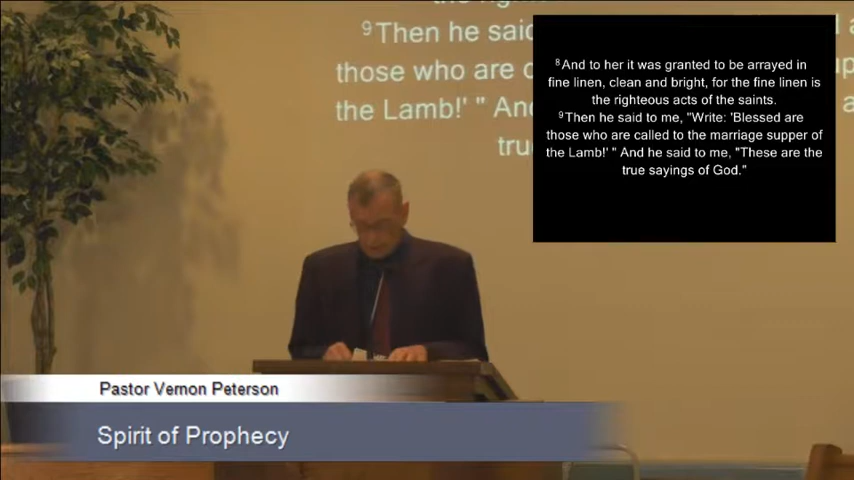 the right
⁹Then he said
those who are c
the Lamb!' " And
tru
⁸And to her it was granted to be arrayed in
fine linen, clean and bright, for the fine linen is
the righteous acts of the saints.
⁹Then he said to me, "Write: 'Blessed are
those who are called to the marriage supper of
the Lamb!' " And he said to me, "These are the
true sayings of God."
Pastor Vernon Peterson
Spirit of Prophecy